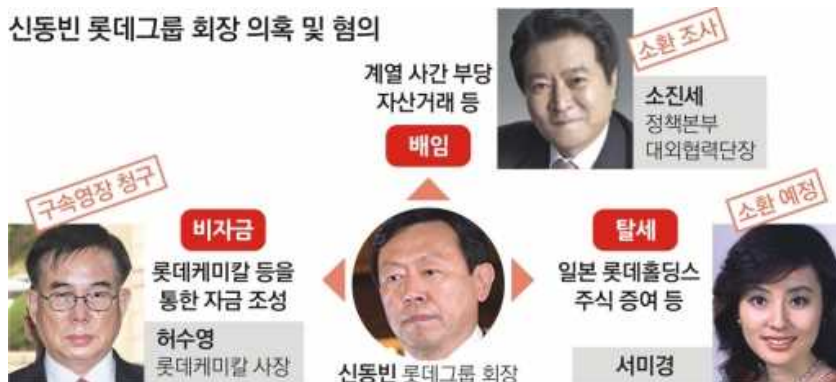 신동빈 롯데그룹 회장 의혹 및 혐의
소환 조사
계열 사간 부당
자산거래 등
배임
소진세
정책본부
대외협력단장
구속영장 청구
비자금
롯데케미칼 등을
통한 자금 조성
허수영
롯데케미칼 사장
신동빈 롯데그룹 회장
탈세
일본 롯데홀딩스
주식 증여 등
소환 예정
서미경